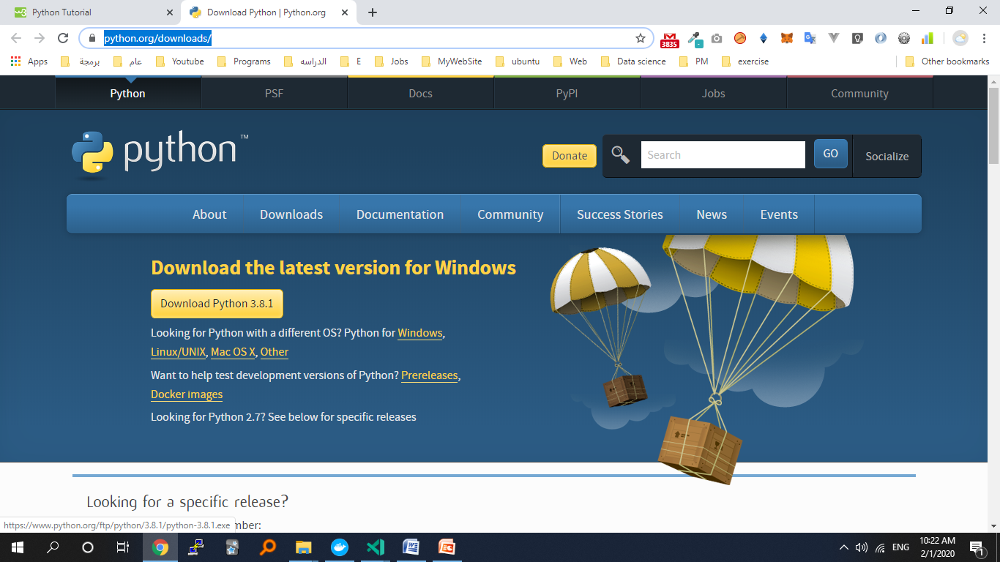 Python Tutorial
Download Python | Python.org
python.org/downloads/
3835
Apps
برمجة
عام
Youtube
Programs
الدراسه
E
Jobs
MyWebSite
ubuntu
Web
Data science
PM
exercise
Other bookmarks
Python
PSF
Docs
PyPI
Jobs
Community
python™
Donate
Search
GO
Socialize
About
Downloads
Documentation
Community
Success Stories
News
Events
Download the latest version for Windows
Download Python 3.8.1
Looking for Python with a different OS? Python for Windows,
Linux/UNIX, Mac OS X, Other
Want to help test development versions of Python? Prereleases,
Docker images
Looking for Python 2.7? See below for specific releases
Looking for a specific release?
https://www.python.org/ftp/python/3.8.1/python-3.8.1.exe
mber:
ENG
10:22 AM
2/1/2020
1